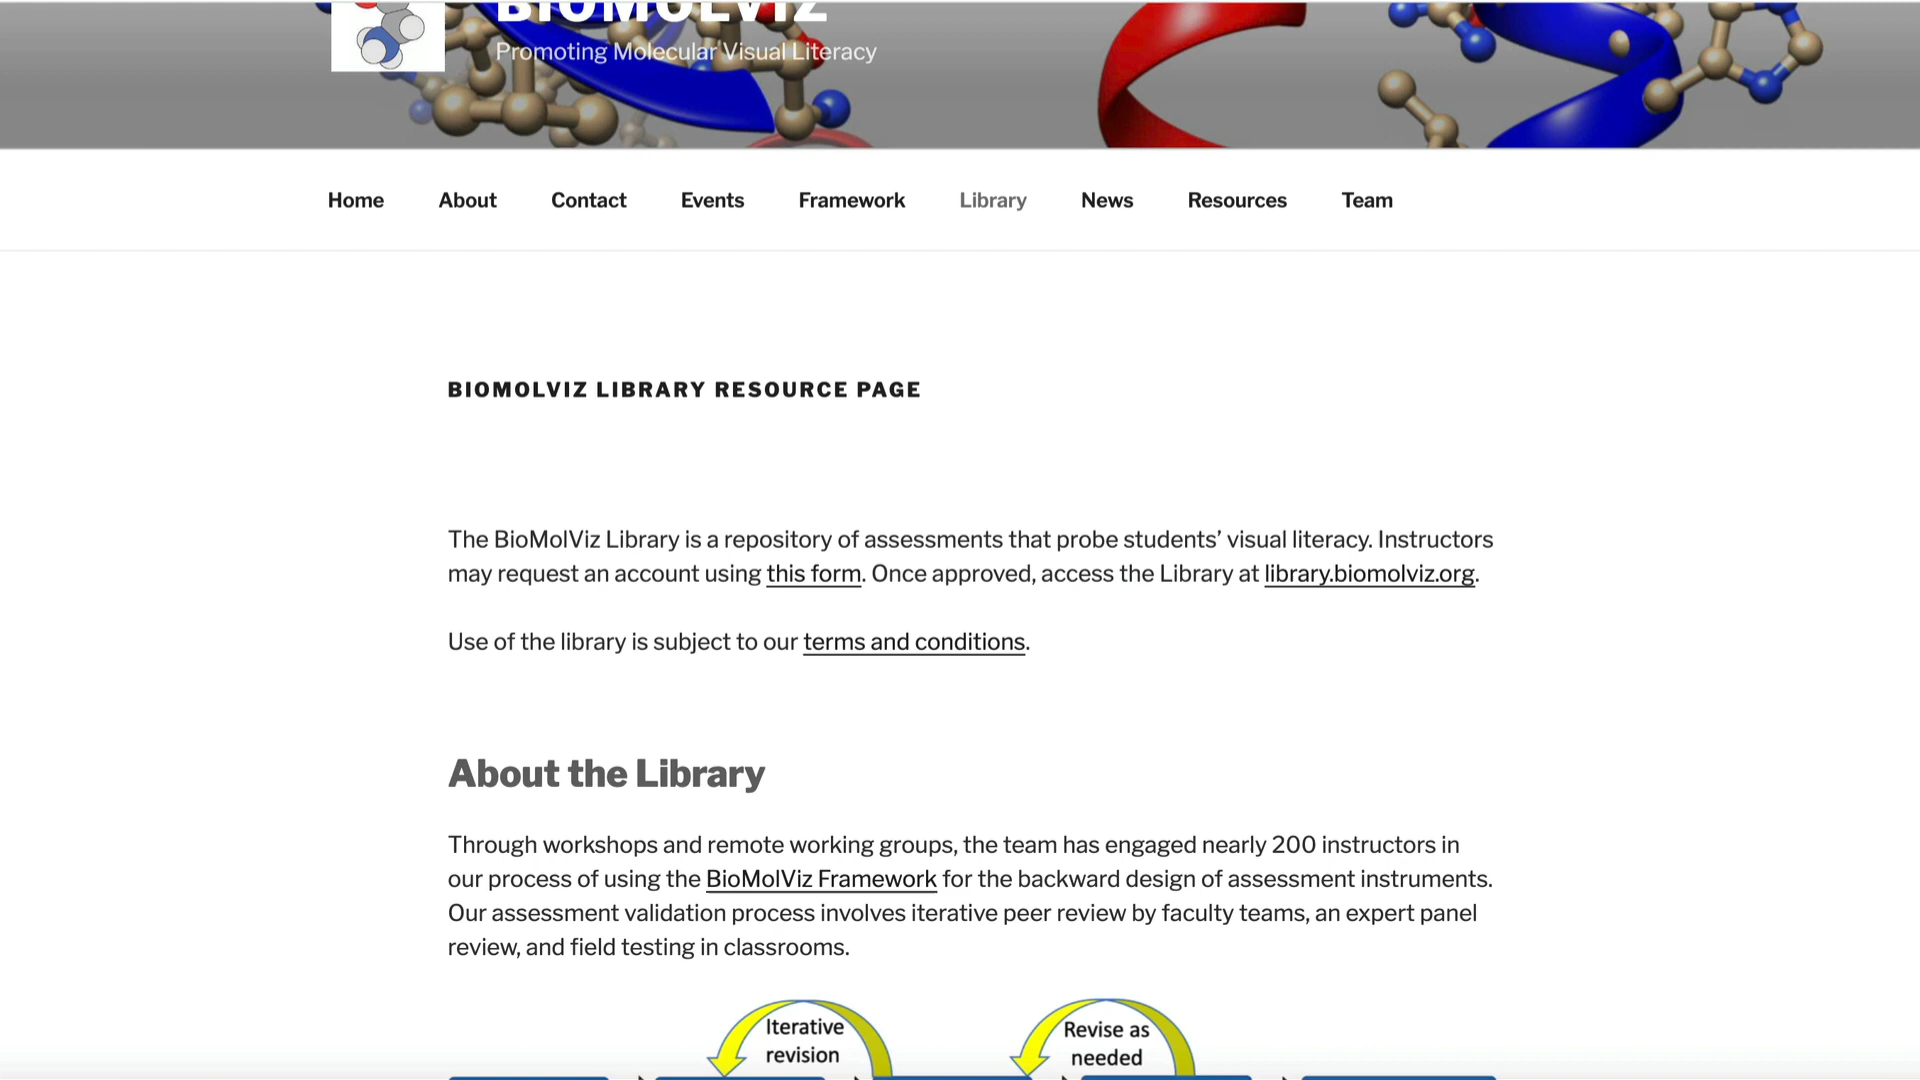 BIOMOLVIZ
Promoting Molecular Visual Literacy
Home About Contact Events Framework Library News Resources Team
BIOMOLVIZ LIBRARY RESOURCE PAGE
The BioMolViz Library is a repository of assessments that probe students’ visual literacy. Instructors
may request an account using this form. Once approved, access the Library at library.biomolviz.org.
Use of the library is subject to our terms and conditions.
About the Library
Through workshops and remote working groups, the team has engaged nearly 200 instructors in
our process of using the BioMolViz Framework for the backward design of assessment instruments.
Our assessment validation process involves iterative peer review by faculty teams, an expert panel
review, and field testing in classrooms.
Iterative
revision
Revise as
needed